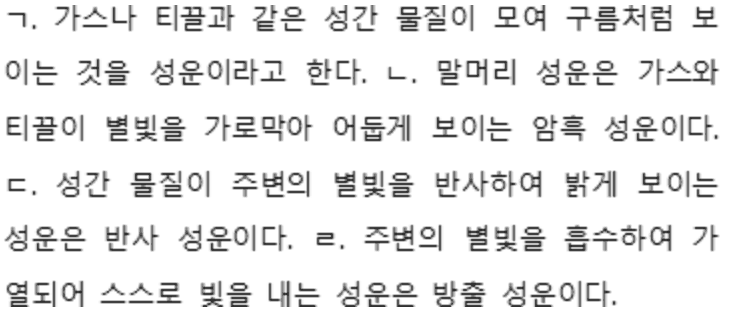 ㄱ. 가스나 티끌과 같은 성간 물질이 모여 구름처럼 보
이는 것을 성운이라고 한다. ㄴ. 말머리 성운은 가스와
티끌이 별빛을 가로막아 어둡게 보이는 암흑 성운이다.
ㄷ. 성간 물질이 주변의 별빛을 반사하여 밝게 보이는
성운은 반사 성운이다. ㄹ. 주변의 별빛을 흡수하여 가
열되어 스스로 빛을 내는 성운은 방출 성운이다.